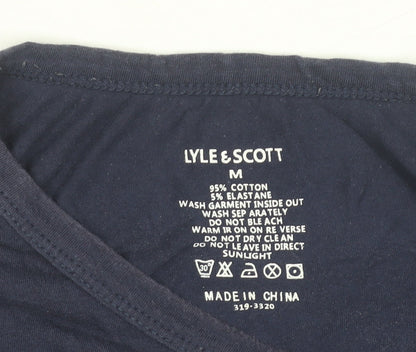 LYLE & SCOTT
M
95% COTTON
5% ELASTANE
WASH GARMENT INSIDE OUT
WASH SEP ARATELY
DO NOT BLE ACH
WARM IR ON ON RE VERSE
DO NOT DRY CLE AN
DO NOT LEAVE IN DIRECT
SUNLIGHT
30°
MADE IN CHINA
319-3320